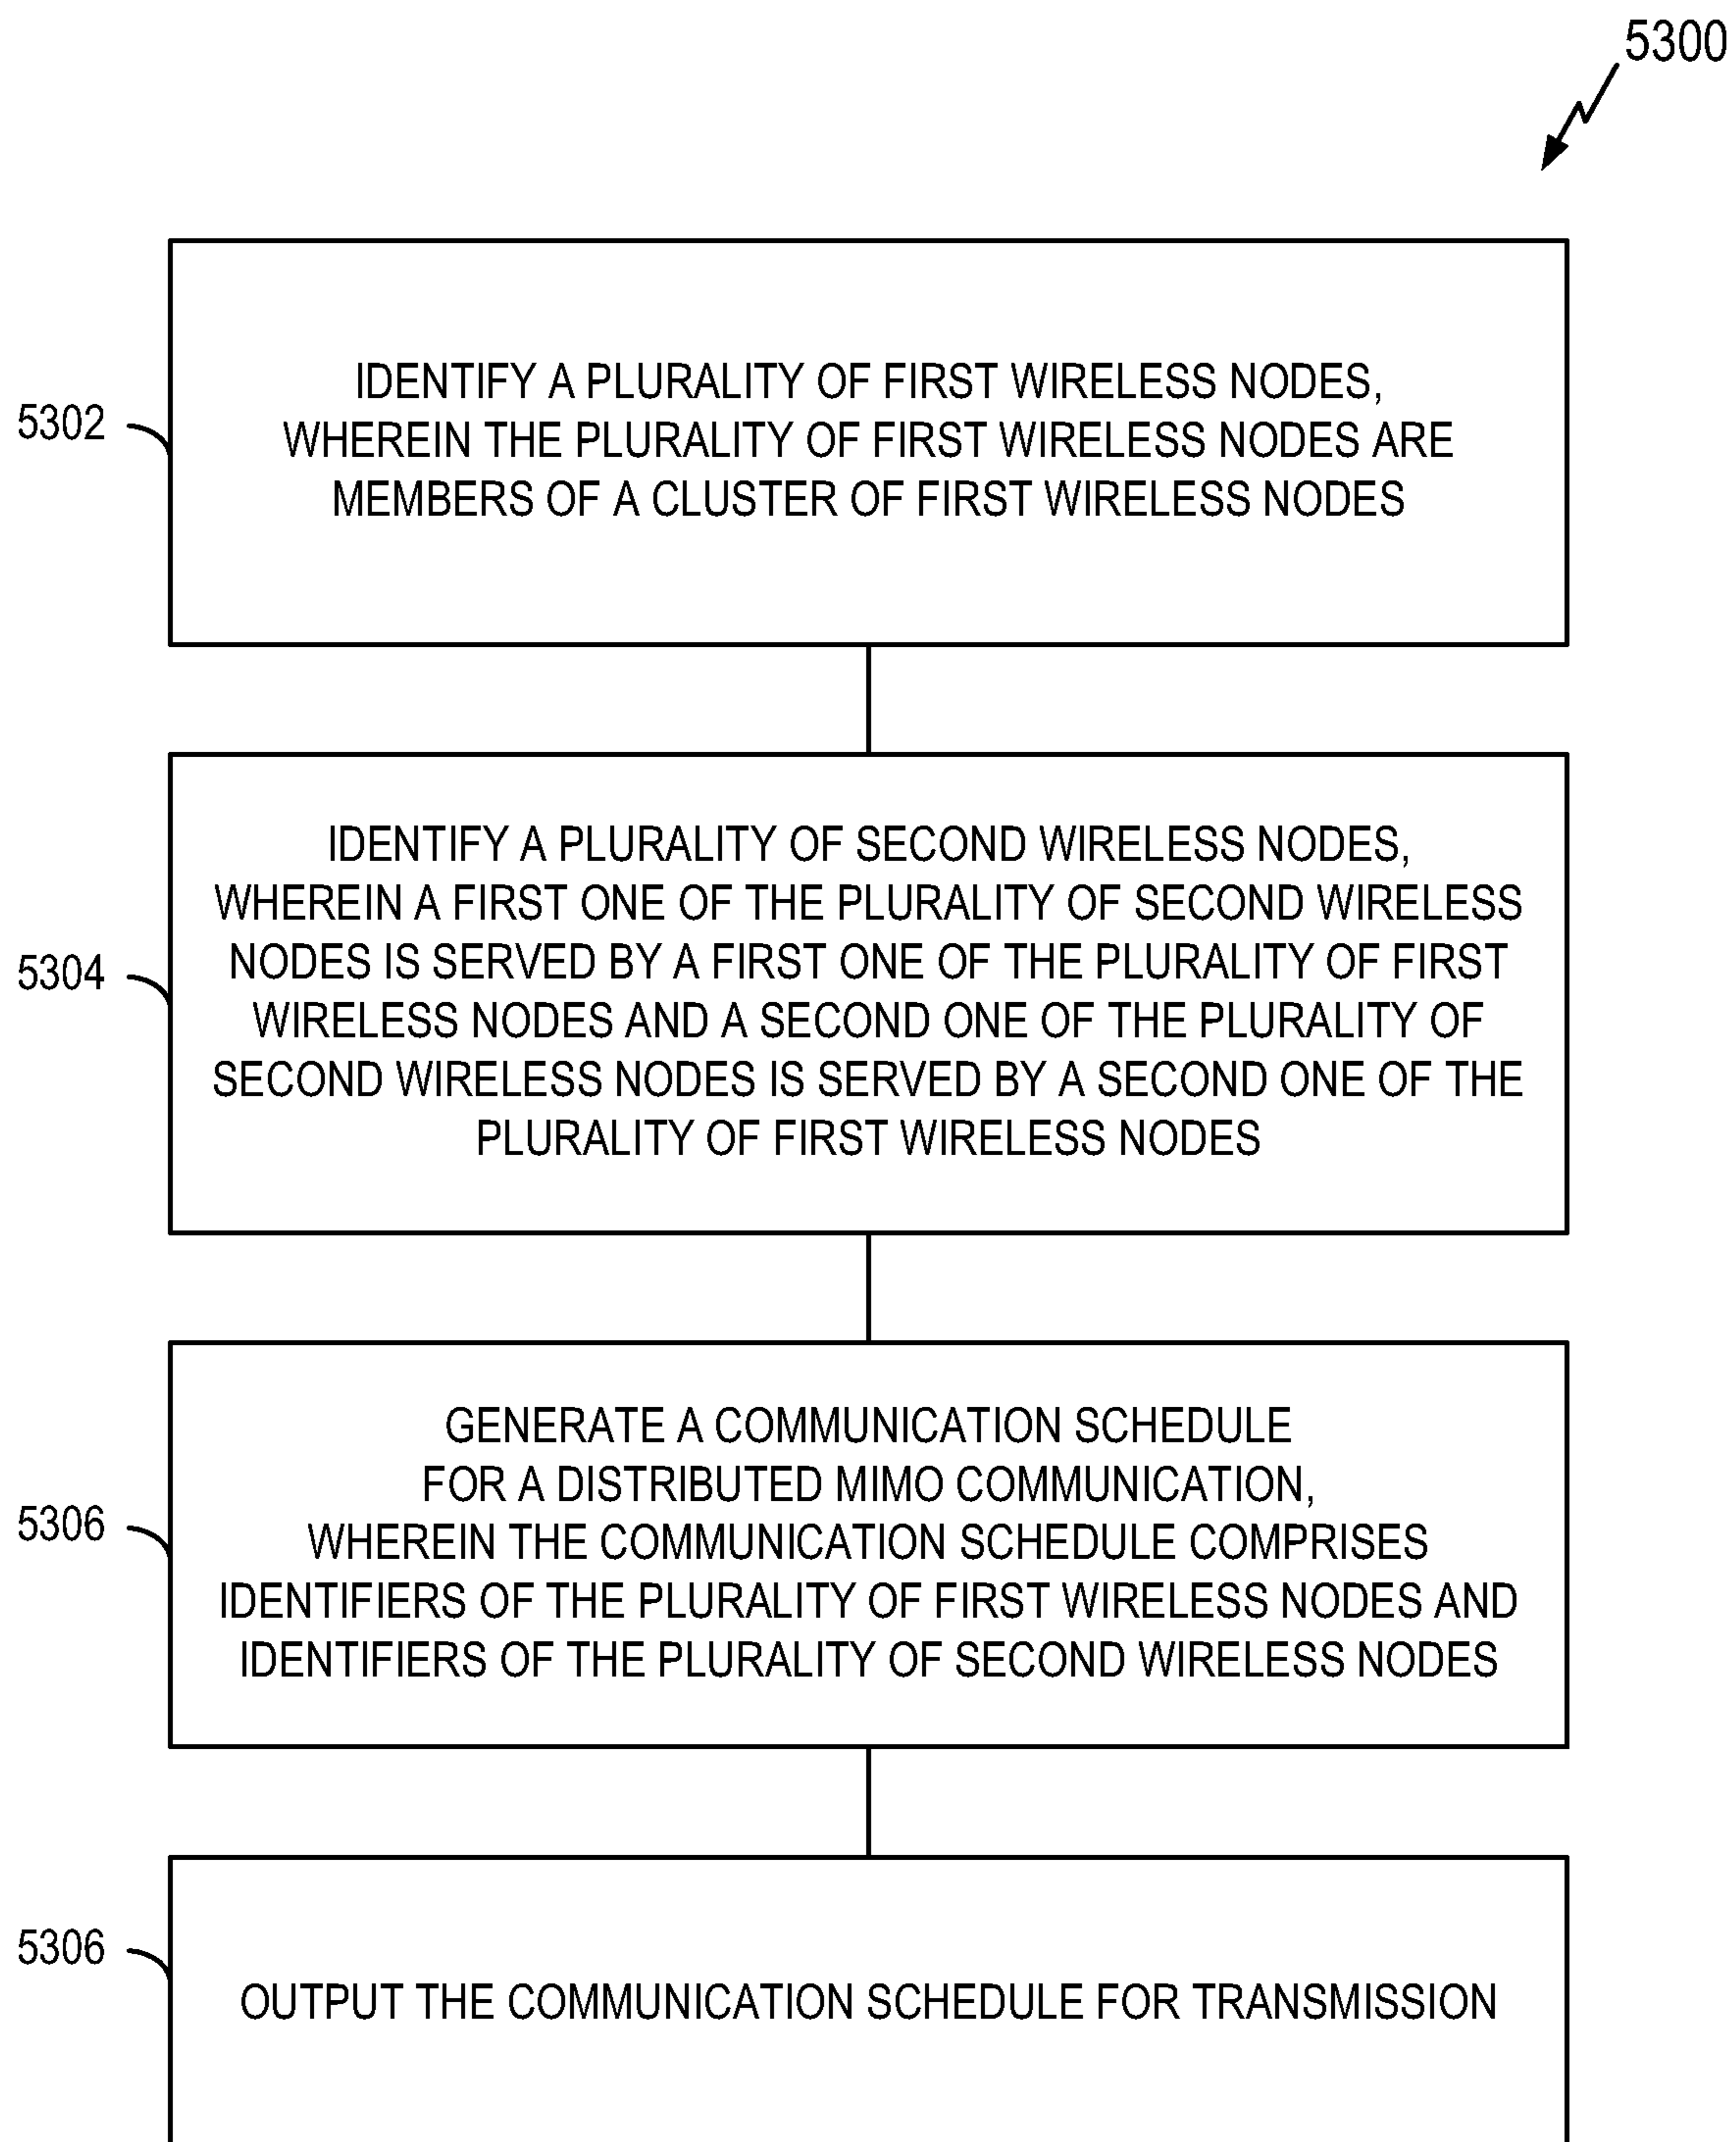 5300
5302
IDENTIFY A PLURALITY OF FIRST WIRELESS NODES,
WHEREIN THE PLURALITY OF FIRST WIRELESS NODES ARE
MEMBERS OF A CLUSTER OF FIRST WIRELESS NODES
5304
IDENTIFY A PLURALITY OF SECOND WIRELESS NODES,
WHEREIN A FIRST ONE OF THE PLURALITY OF SECOND WIRELESS
NODES IS SERVED BY A FIRST ONE OF THE PLURALITY OF FIRST
WIRELESS NODES AND A SECOND ONE OF THE PLURALITY OF
SECOND WIRELESS NODES IS SERVED BY A SECOND ONE OF THE
PLURALITY OF FIRST WIRELESS NODES
5306
GENERATE A COMMUNICATION SCHEDULE
FOR A DISTRIBUTED MIMO COMMUNICATION,
WHEREIN THE COMMUNICATION SCHEDULE COMPRISES
IDENTIFIERS OF THE PLURALITY OF FIRST WIRELESS NODES AND
IDENTIFIERS OF THE PLURALITY OF SECOND WIRELESS NODES
5306
OUTPUT THE COMMUNICATION SCHEDULE FOR TRANSMISSION